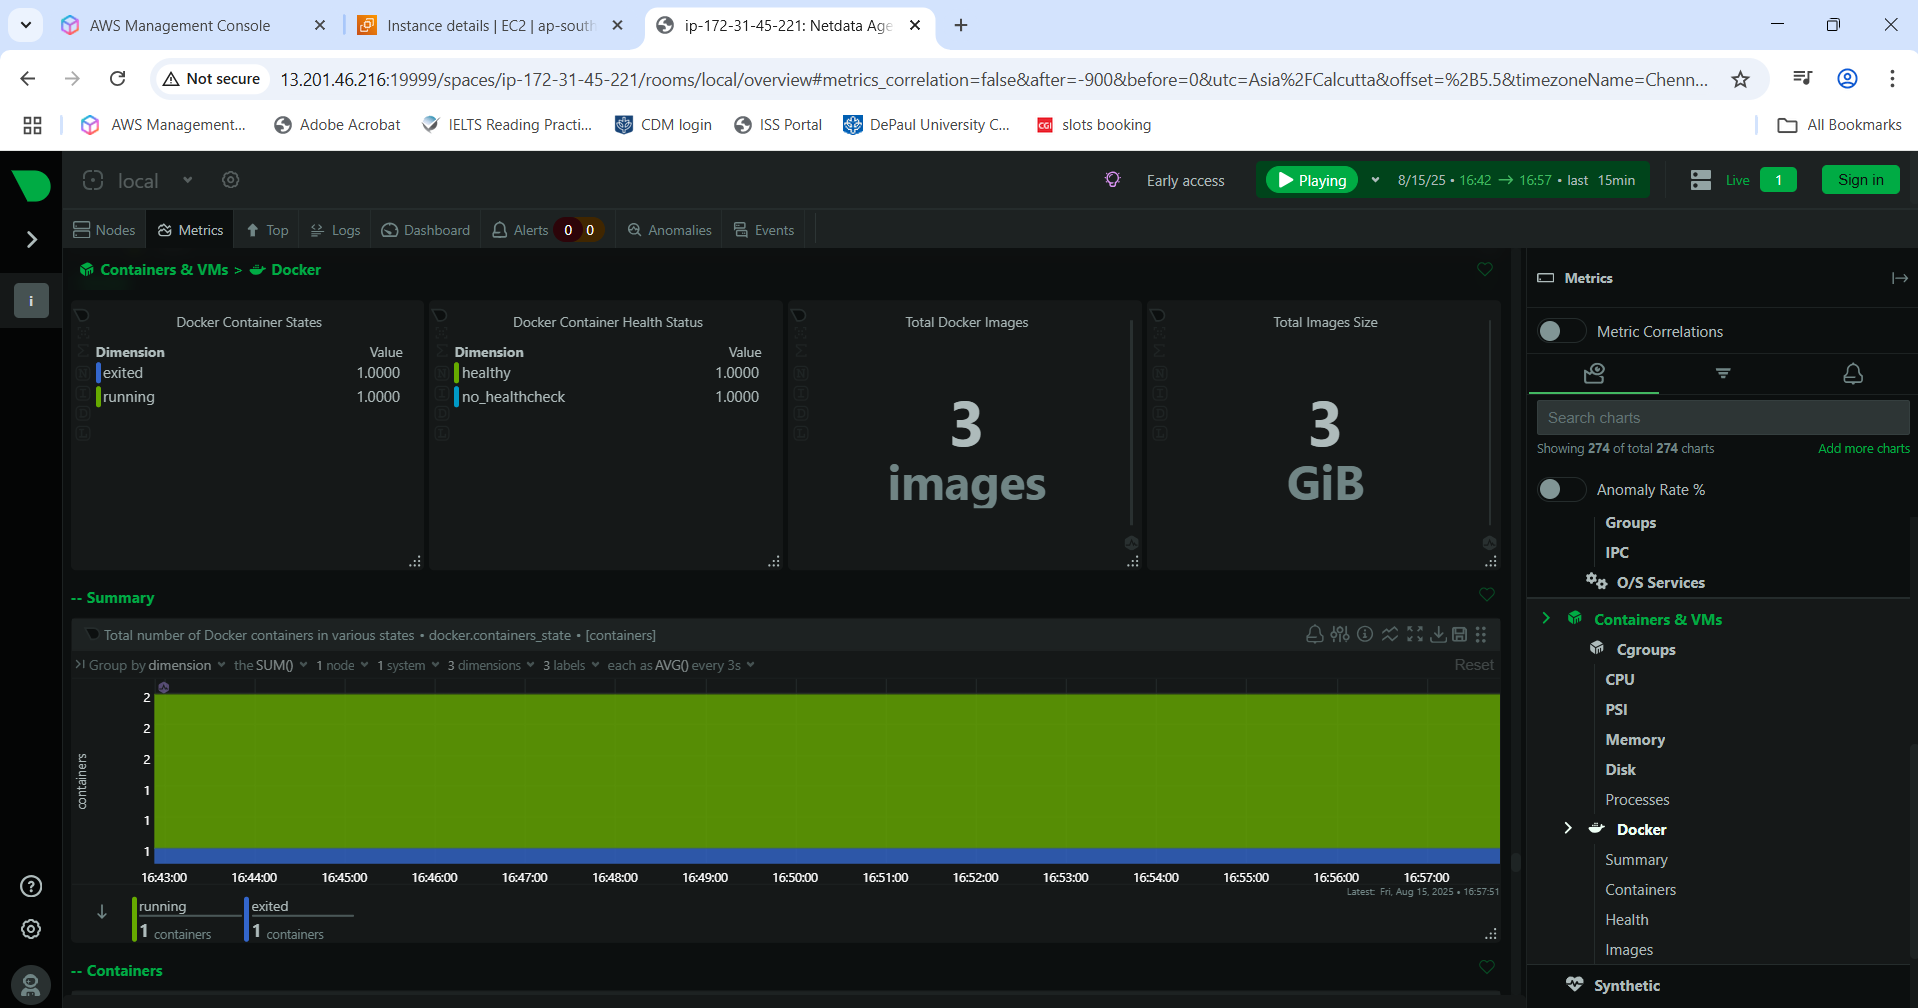 AWS Management Console
Instance details | EC2 | ap-south
ip-172-31-45-221: Netdata Age
Not secure
13.201.46.216:19999/spaces/ip-172-31-45-221/rooms/local/overview#metrics_correlation=false&after=-900&before=0&utc=Asia%2FCalcutta&offset=%2B5.5&timezoneName=Chenn...
AWS Management...
Adobe Acrobat
IELTS Reading Practi...
CDM login
ISS Portal
DePaul University C...
CGI
slots booking
All Bookmarks
local
Early access
Playing
8/15/25 • 16:42 → 16:57 • last 15min
Live
1
Sign in
Nodes
Metrics
Top
Logs
Dashboard
Alerts
0
0
Anomalies
Events
i
Containers & VMs > Docker
Docker Container States
Dimension Value
exited 1.0000
running 1.0000
Docker Container Health Status
Dimension Value
healthy 1.0000
no_healthcheck 1.0000
Total Docker Images
3
images
Total Images Size
3
GiB
-- Summary
Total number of Docker containers in various states • docker.containers_state • [containers]
Group by dimension the SUM() 1 node 1 system 3 dimensions 3 labels each as AVG() every 3s
Reset
containers
2
2
2
1
1
1
16:43:00 16:44:00 16:45:00 16:46:00 16:47:00 16:48:00 16:49:00 16:50:00 16:51:00 16:52:00 16:53:00 16:54:00 16:55:00 16:56:00 16:57:00
Latest: Fri, Aug 15, 2025 • 16:57:51
running
1 containers
exited
1 containers
-- Containers
Metrics
Metric Correlations
Search charts
Showing 274 of total 274 charts
Add more charts
Anomaly Rate %
Groups
IPC
O/S Services
Containers & VMs
Cgroups
CPU
PSI
Memory
Disk
Processes
Docker
Summary
Containers
Health
Images
Synthetic